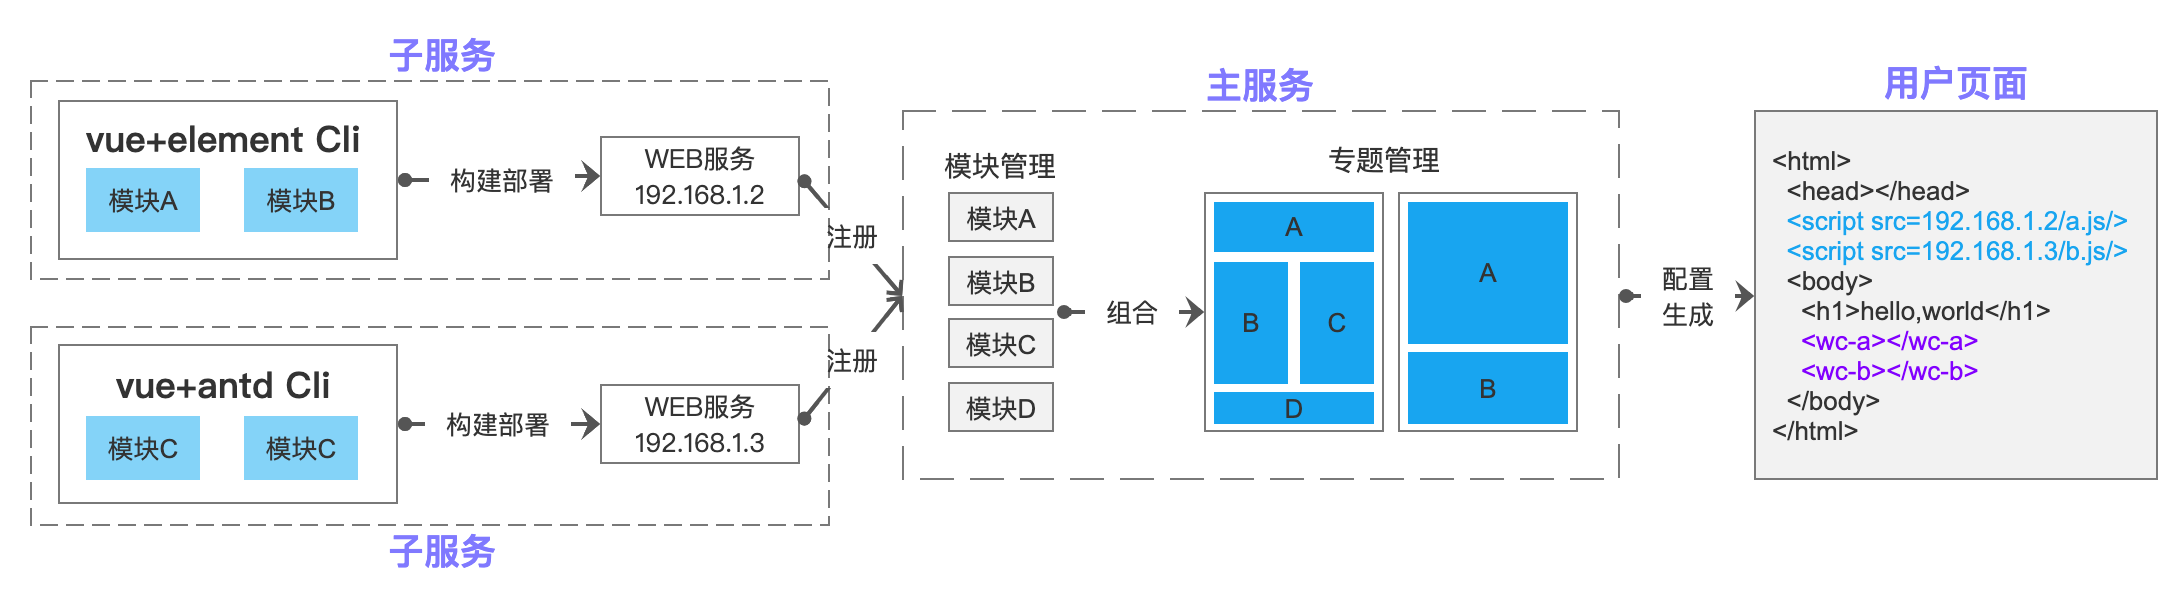 子服务
vue+element Cli
模块A
模块B
构建部署
WEB服务
192.168.1.2
注册
子服务
vue+antd Cli
模块C
模块C
构建部署
WEB服务
192.168.1.3
注册
主服务
模块管理
模块A
模块B
模块C
模块D
组合
专题管理
A
B
C
D
A
B
配置
生成
用户页面
<html>
<head></head>
<script src=192.168.1.2/a.js/>
<script src=192.168.1.3/b.js/>
<body>
<h1>hello,world</h1>
<wc-a></wc-a>
<wc-b></wc-b>
</body>
</html>